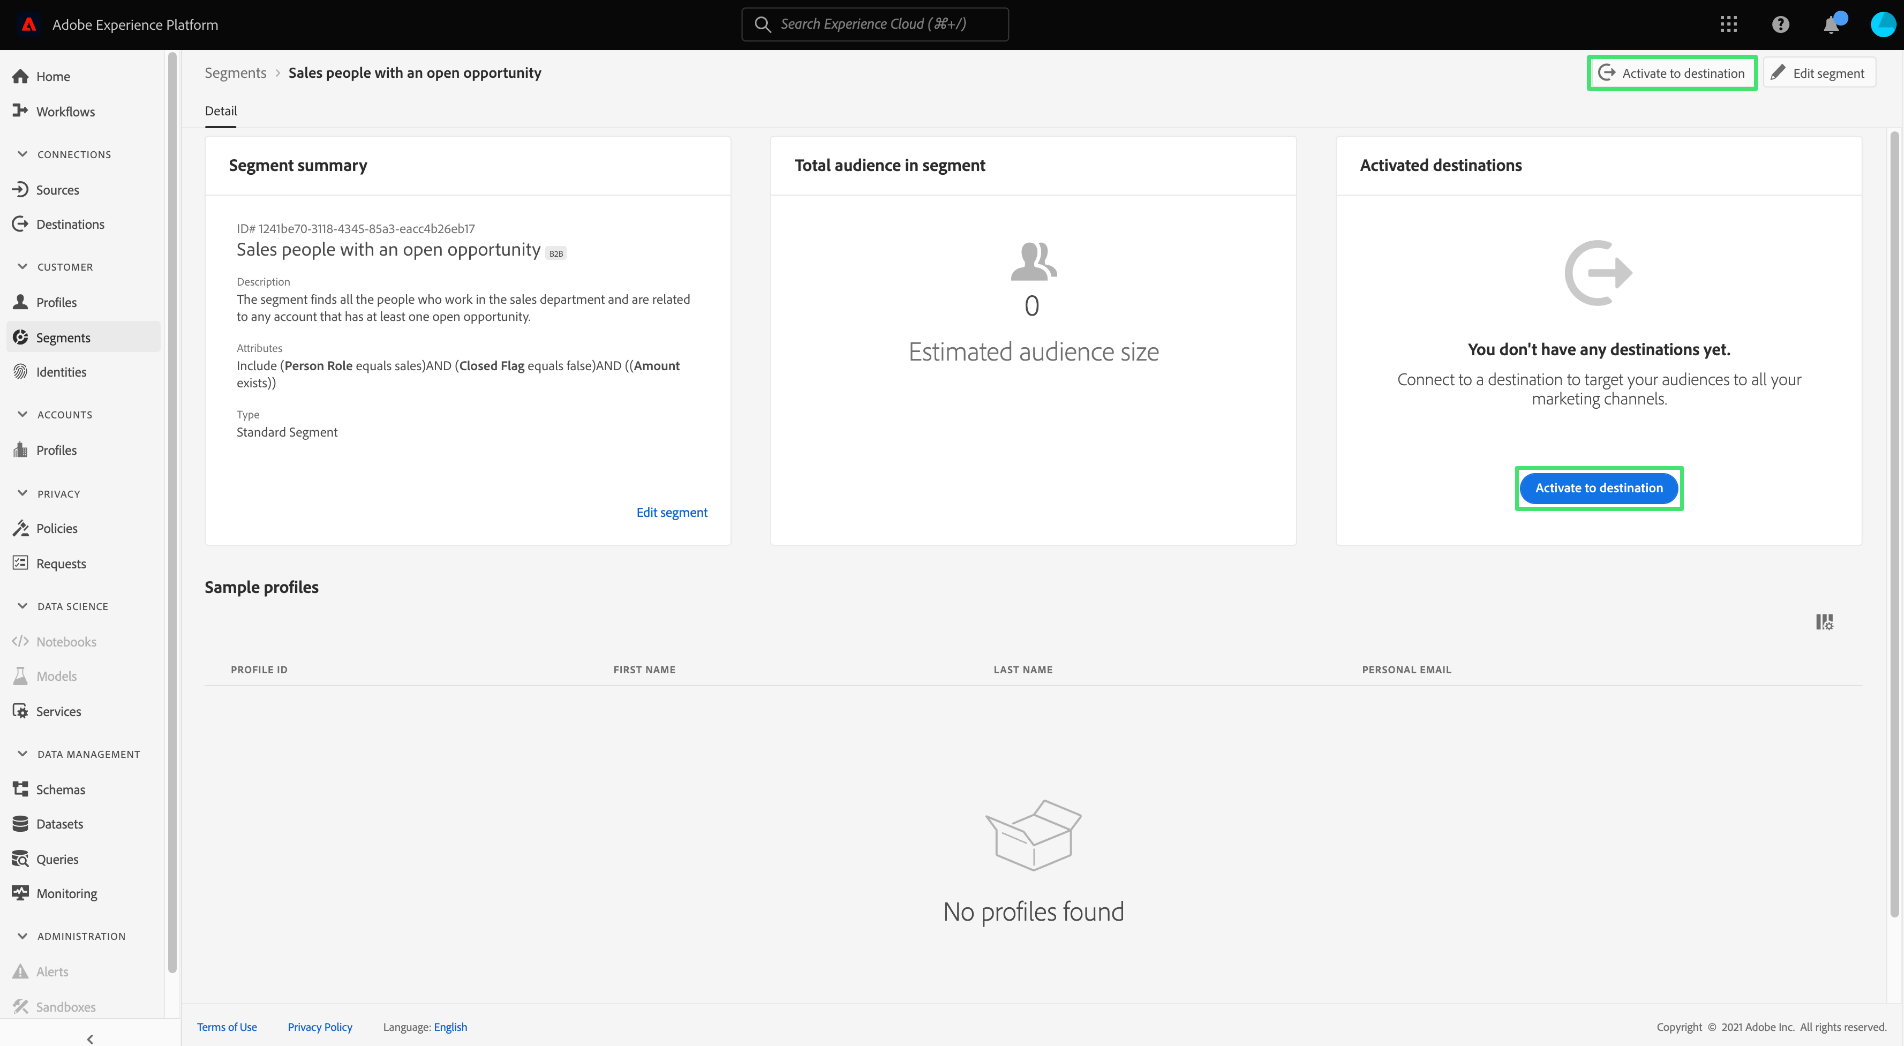 Adobe Experience Platform
Search Experience Cloud (⌘+/)
Home
Workflows
CONNECTIONS
Sources
Destinations
CUSTOMER
Profiles
Segments
Identities
ACCOUNTS
Profiles
PRIVACY
Policies
Requests
DATA SCIENCE
Notebooks
Models
Services
DATA MANAGEMENT
Schemas
Datasets
Queries
Monitoring
ADMINISTRATION
Alerts
Sandboxes
Segments › Sales people with an open opportunity
Activate to destination
Edit segment
Detail
Segment summary
ID# 1241be70-3118-4345-85a3-eacc4b26eb17
Sales people with an open opportunity B2B
Description
The segment finds all the people who work in the sales department and are related
to any account that has at least one open opportunity.
Attributes
Include (Person Role equals sales)AND (Closed Flag equals false)AND ((Amount
exists))
Type
Standard Segment
Edit segment
Total audience in segment
0
Estimated audience size
Activated destinations
You don't have any destinations yet.
Connect to a destination to target your audiences to all your
marketing channels.
Activate to destination
Sample profiles
PROFILE ID FIRST NAME LAST NAME PERSONAL EMAIL
No profiles found
Terms of Use Privacy Policy Language: English
Copyright © 2021 Adobe Inc. All rights reserved.